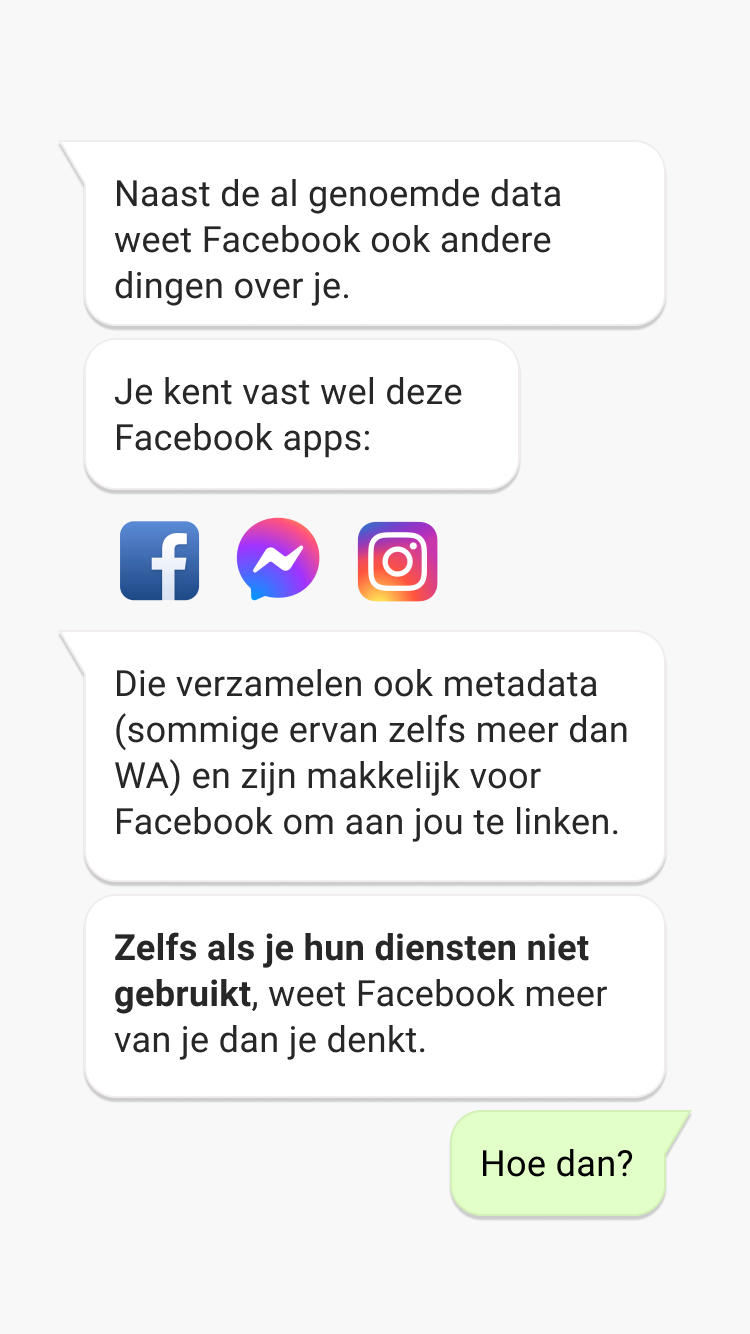 Naast de al genoemde data
weet Facebook ook andere
dingen over je.
Je kent vast wel deze
Facebook apps:
Die verzamelen ook metadata
(sommige ervan zelfs meer dan
WA) en zijn makkelijk voor
Facebook om aan jou te linken.
Zelfs als je hun diensten niet
gebruikt, weet Facebook meer
van je dan je denkt.
Hoe dan?